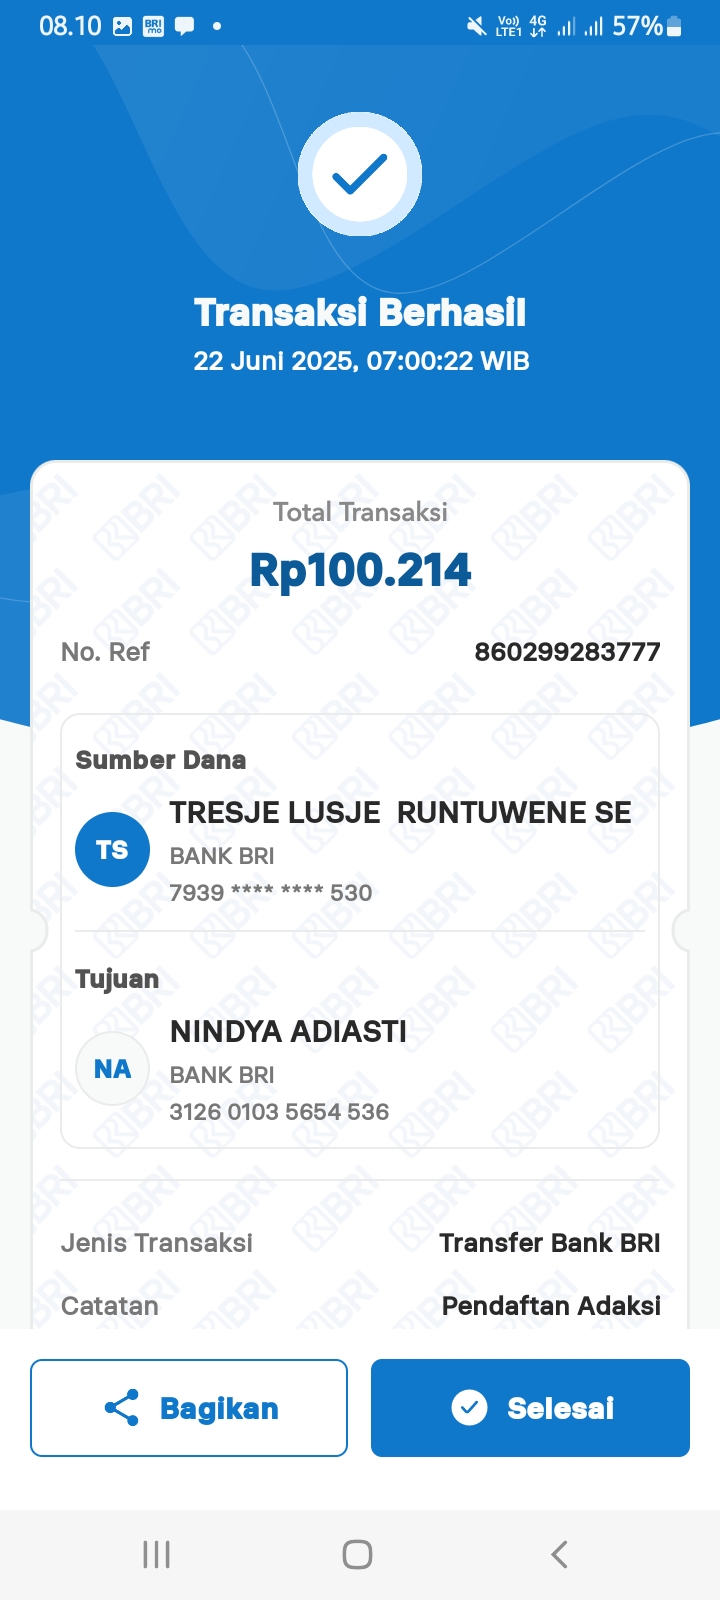 08.10 BRI mo Vo)) LTE1 4G 57%
Transaksi Berhasil
22 Juni 2025, 07:00:22 WIB
Total Transaksi
Rp100.214
No. Ref 860299283777
Sumber Dana
TS TRESJE LUSJE RUNTUWENE SE
BANK BRI
7939 **** **** 530
Tujuan
NA NINDYA ADIASTI
BANK BRI
3126 0103 5654 536
Jenis Transaksi Transfer Bank BRI
Catatan Pendaftan Adaksi
Bagikan Selesai